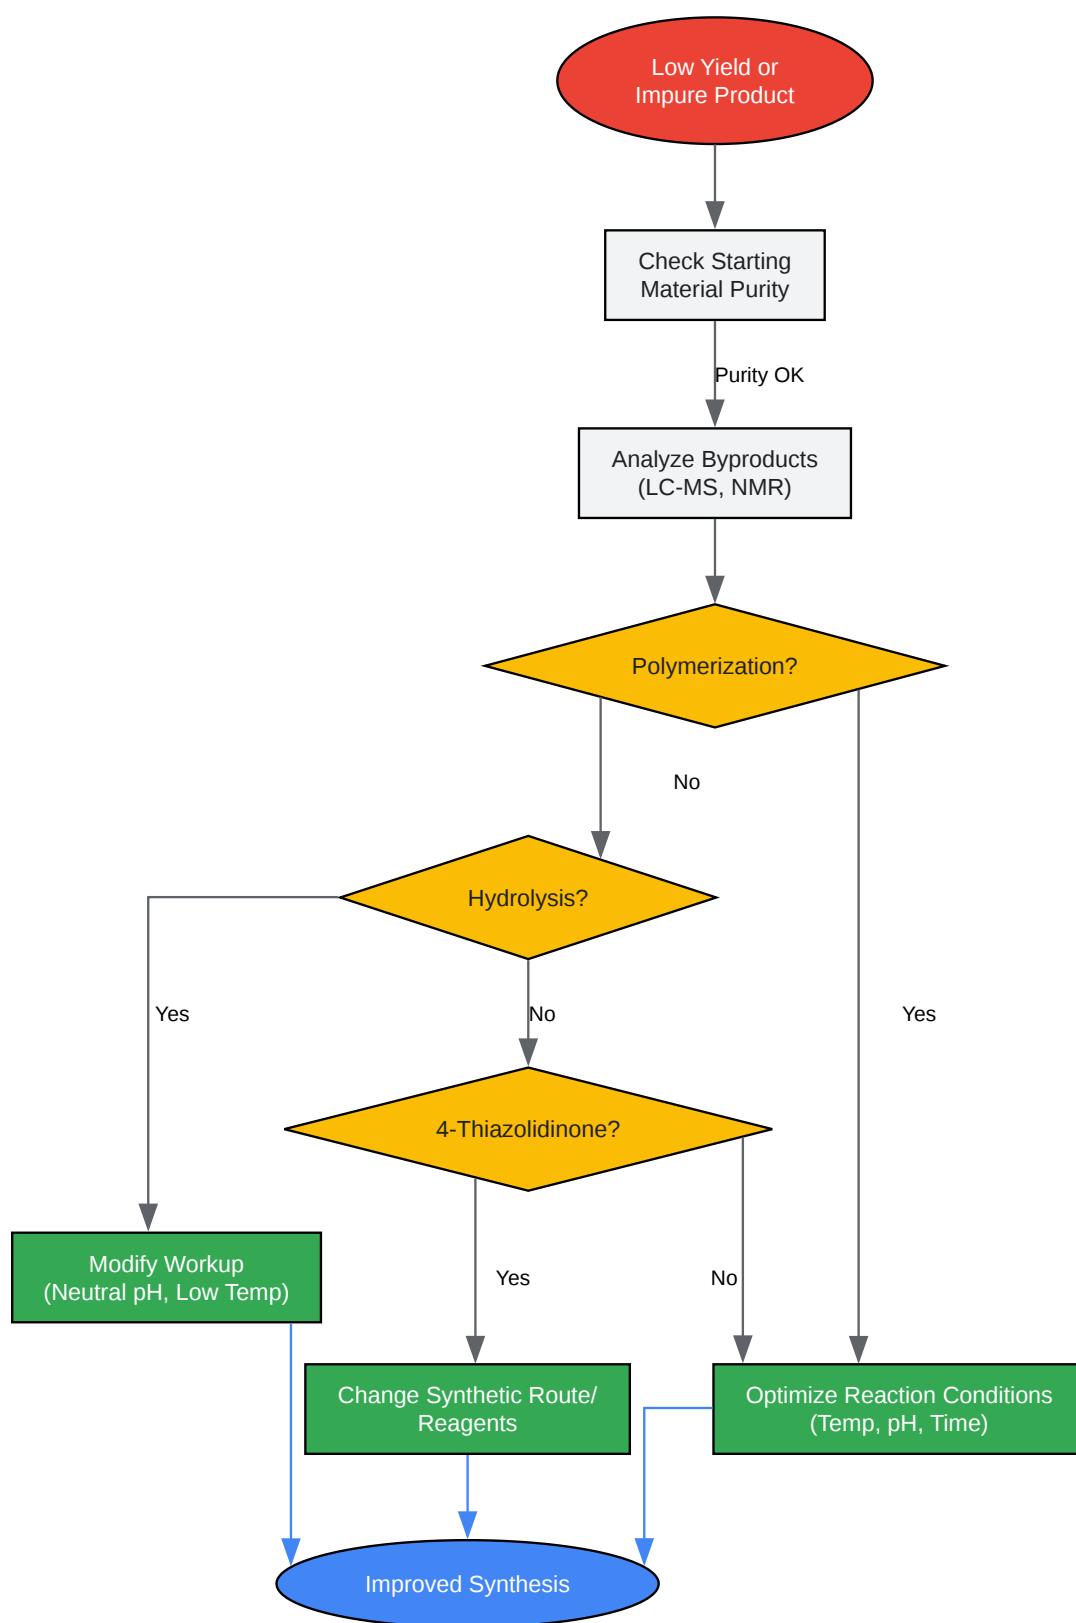 Low Yield or
Impure Product
Check Starting
Material Purity
Purity OK
Analyze Byproducts
(LC-MS, NMR)
Polymerization?
No
Hydrolysis?
Yes
No
Yes
4-Thiazolidinone?
Modify Workup
(Neutral pH, Low Temp)
Yes
No
Change Synthetic Route/
Reagents
Optimize Reaction Conditions
(Temp, pH, Time)
Improved Synthesis